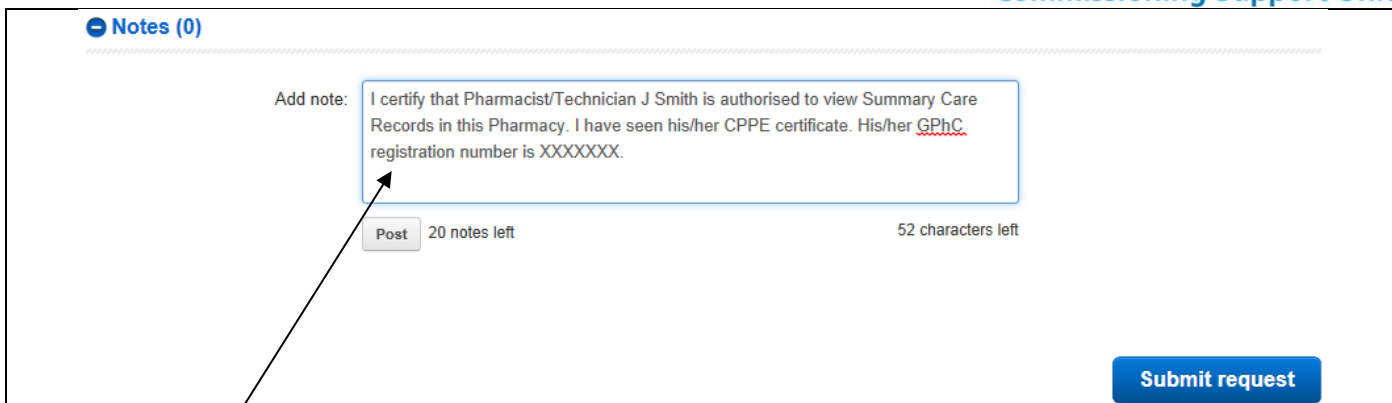 Notes (0)
Add note:
I certify that Pharmacist/Technician J Smith is authorised to view Summary Care
Records in this Pharmacy. I have seen his/her CPPE certificate. His/her GPhC
registration number is XXXXXXX.
Post 20 notes left 52 characters left
Submit request